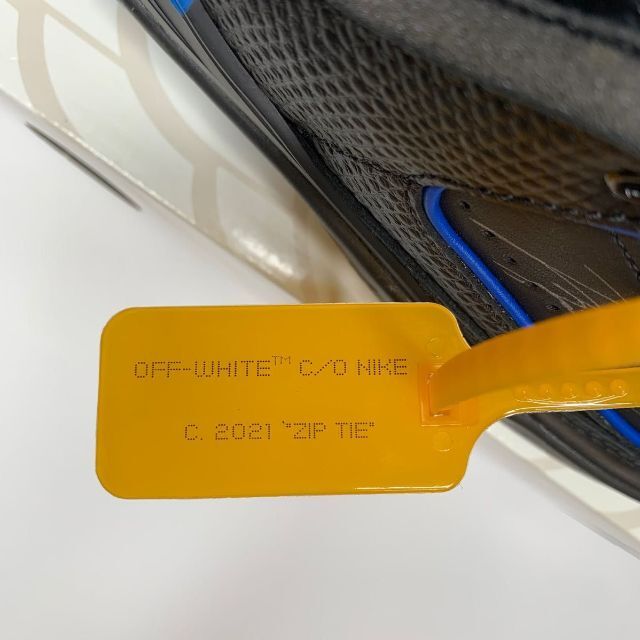 OFF-WHITE™ C/O NIKE
C. 2021 "ZIP TIE"